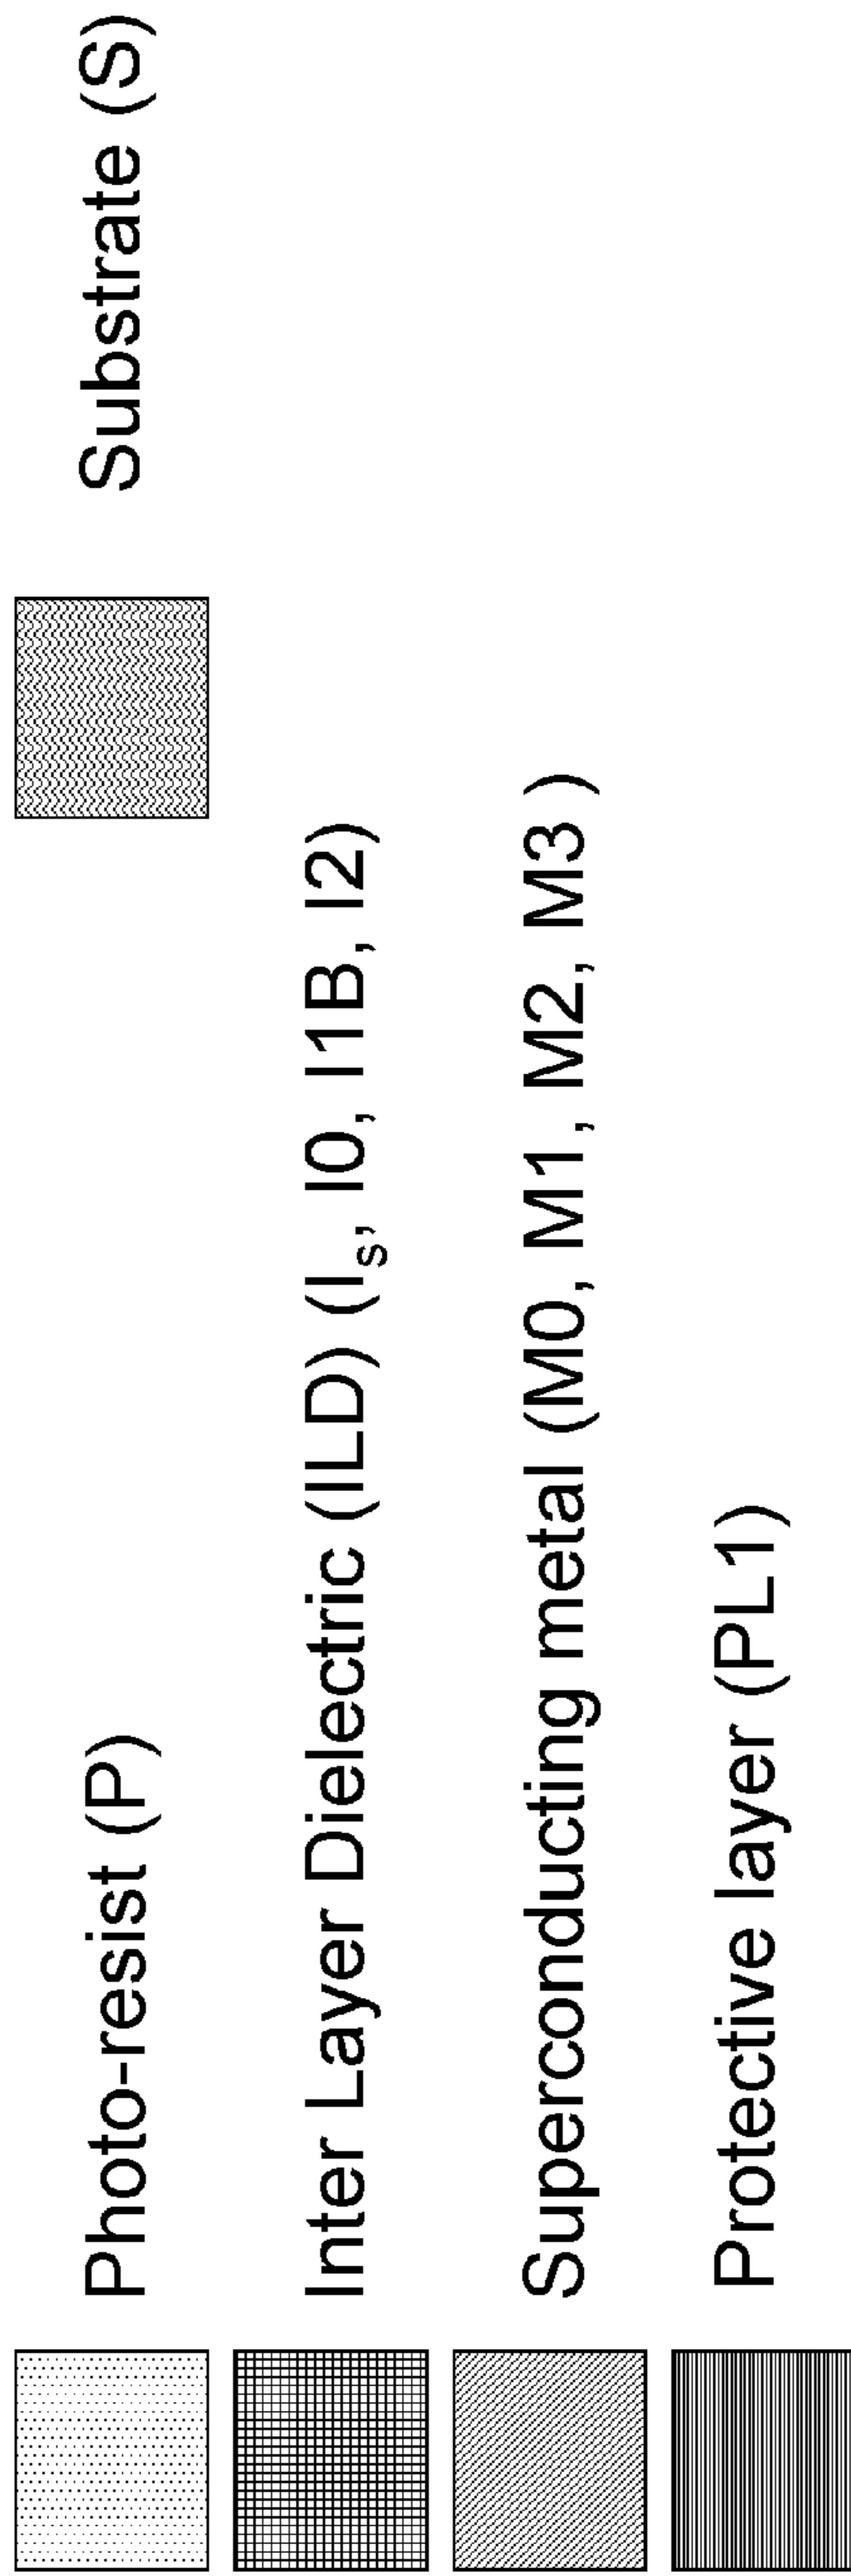 Photo-resist (P)
Substrate (S)
Inter Layer Dielectric (ILD) (Iₛ, I0, I1B, I2)
Superconducting metal (M0, M1, M2, M3 )
Protective layer (PL1)